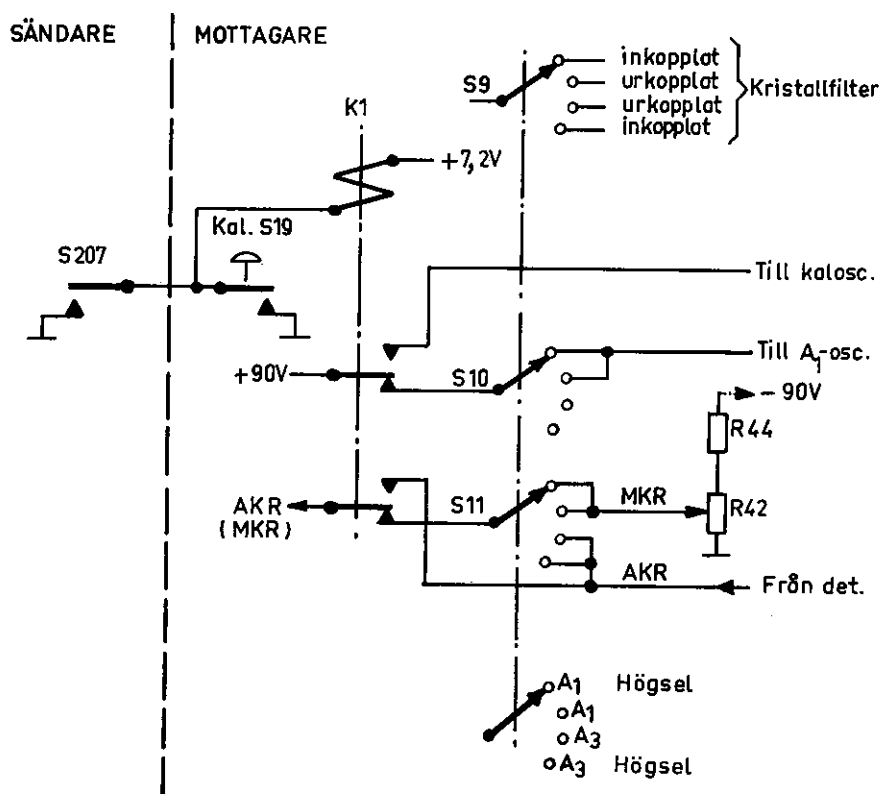 SÄNDARE
MOTTAGARE
inkopplat
urkopplat
urkopplat
inkopplat
Kristallfilter
S9
K1
+7,2V
Kal. S19
S207
Till kalosc.
+90V
S10
Till A1-osc.
-90V
R44
AKR
(MKR)
S11
MKR
R42
AKR
Från det.
A1 Högsel
A1
A3
A3 Högsel